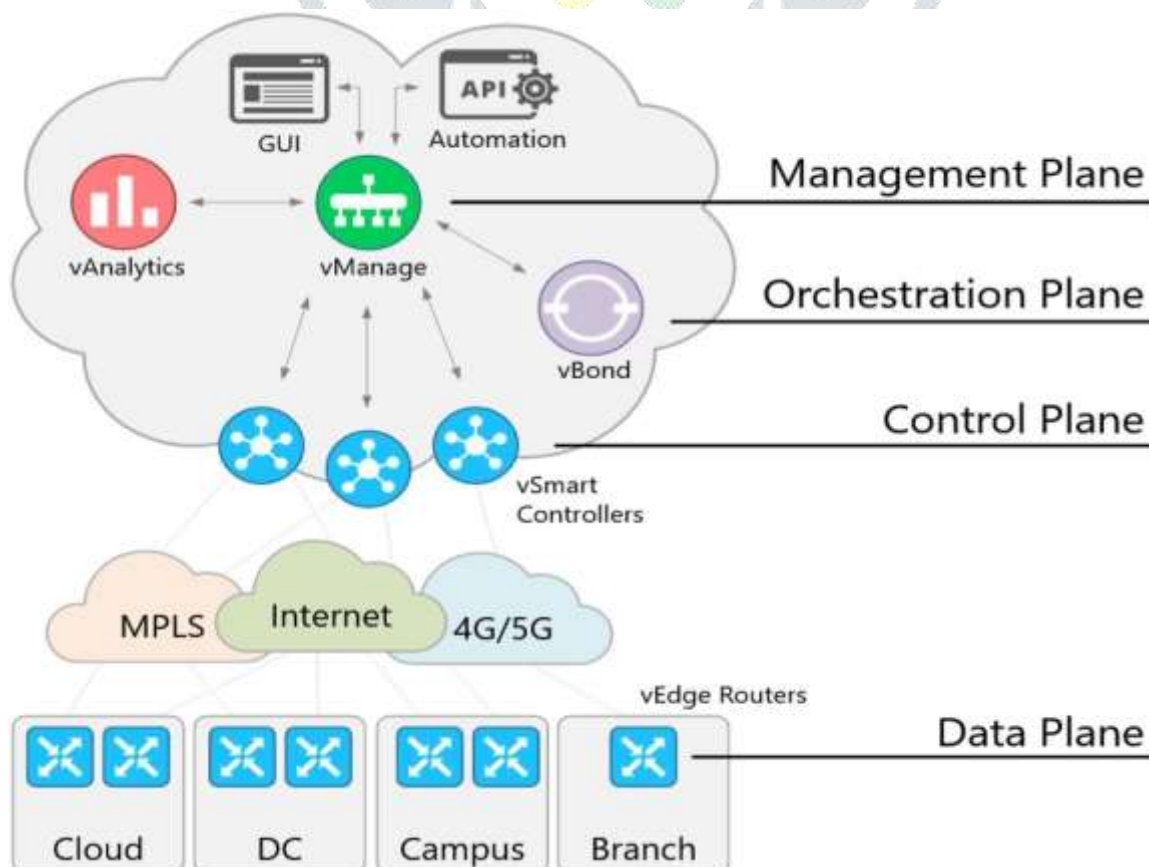 API
GUI
Automation
Management Plane
vAnalytics
vManage
Orchestration Plane
vBond
Control Plane
vSmart
Controllers
MPLS
Internet
4G/5G
vEdge Routers
Data Plane
Cloud
DC
Campus
Branch